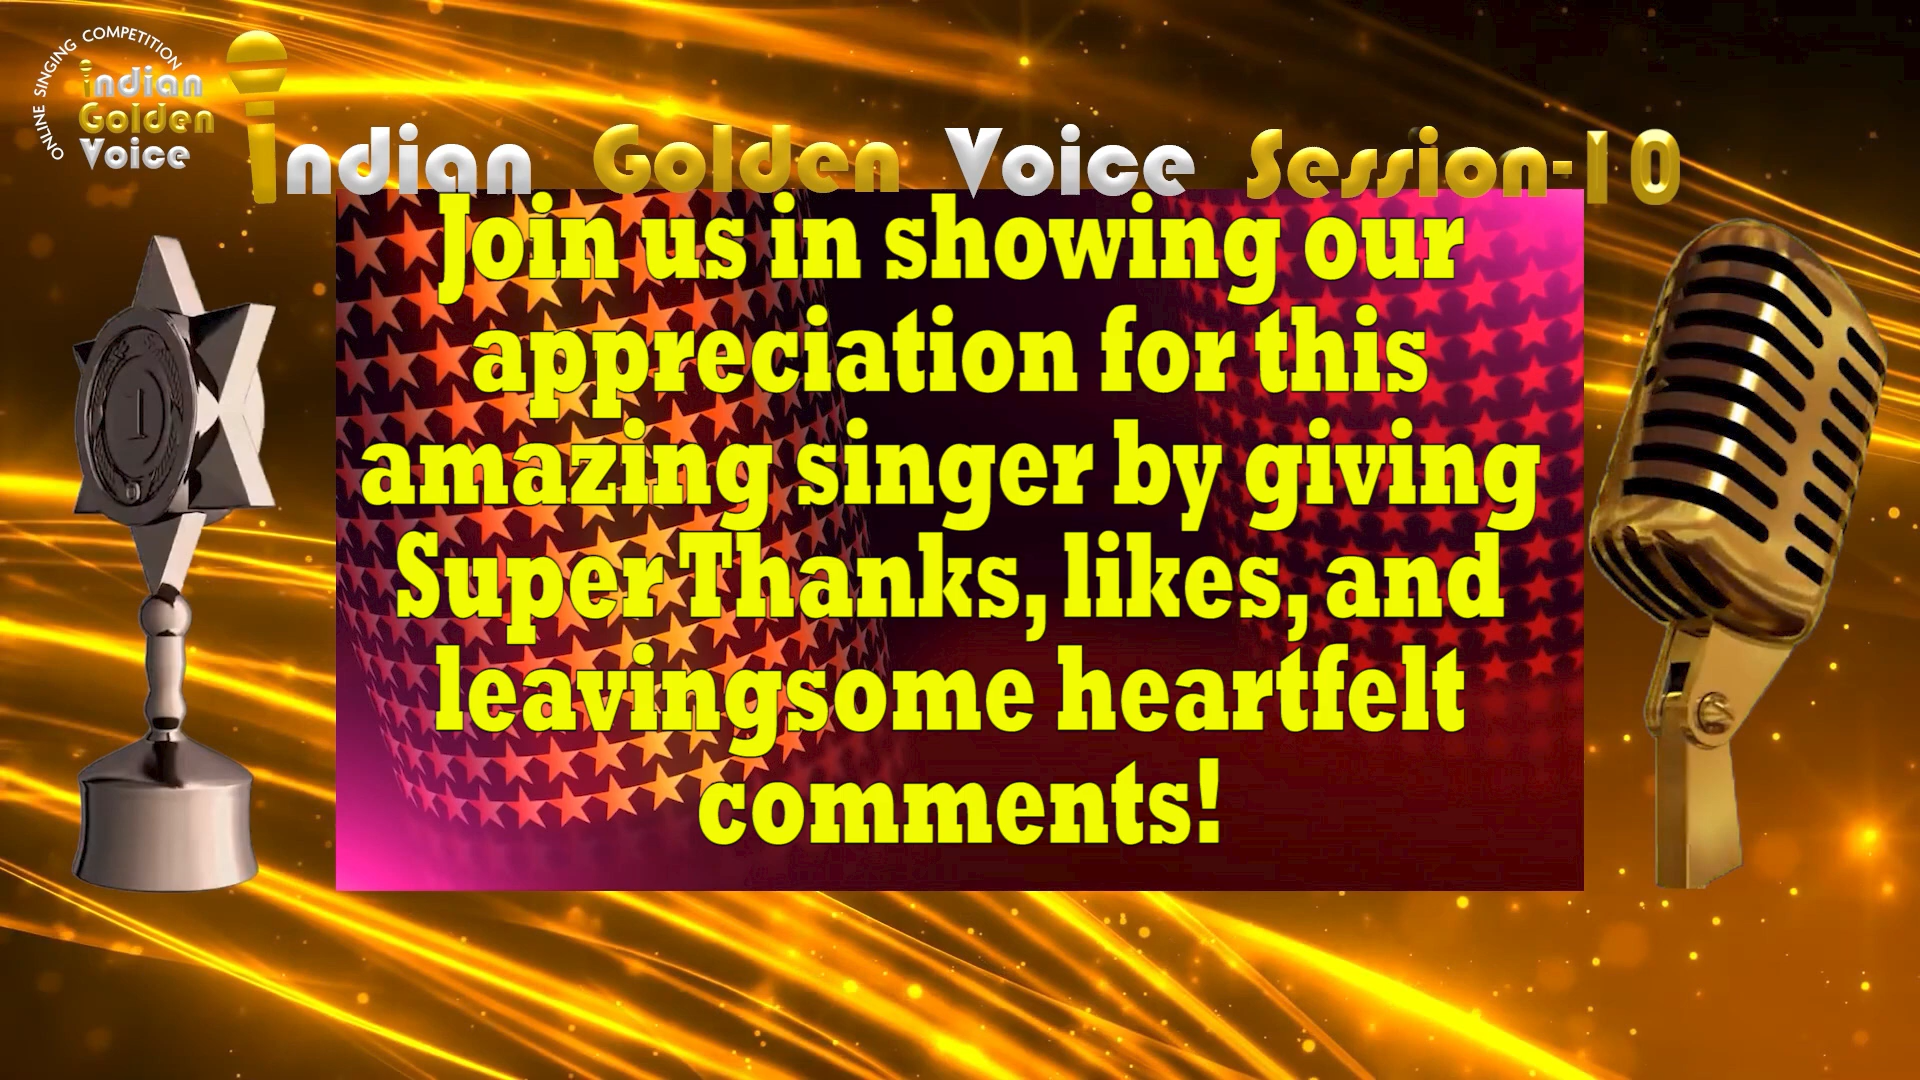 ONLINE SINGING COMPETITION
indian
Golden
Voice
indian Golden Voice Session-10
Join us in showing our
appreciation for this
amazing singer by giving
Super Thanks, likes, and
leavingsome heartfelt
comments!
1